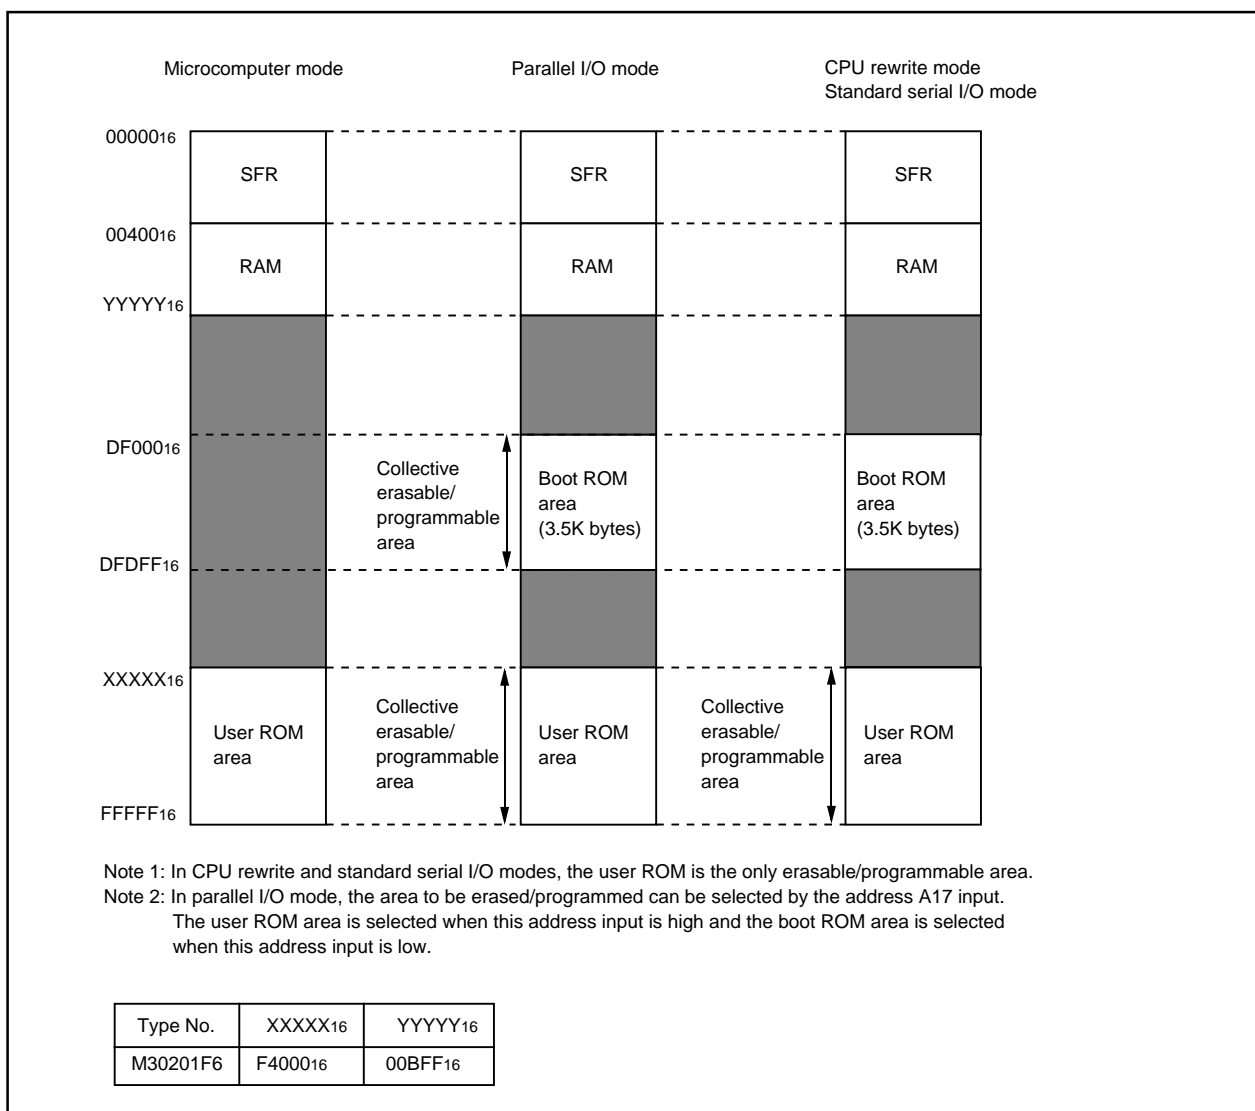 Microcomputer mode
Parallel I/O mode
CPU rewrite mode
Standard serial I/O mode
0000016
SFR
SFR
SFR
0040016
RAM
RAM
RAM
YYYYY16
DF00016
Collective
erasable/
programmable
area
Boot ROM
area
(3.5K bytes)
Boot ROM
area
(3.5K bytes)
DFDFF16
XXXXX16
User ROM
area
Collective
erasable/
programmable
area
User ROM
area
Collective
erasable/
programmable
area
User ROM
area
FFFFF16
Note 1: In CPU rewrite and standard serial I/O modes, the user ROM is the only erasable/programmable area.
Note 2: In parallel I/O mode, the area to be erased/programmed can be selected by the address A17 input.
The user ROM area is selected when this address input is high and the boot ROM area is selected
when this address input is low.
Type No. XXXXX16 YYYYY16
M30201F6 F400016 00BFF16